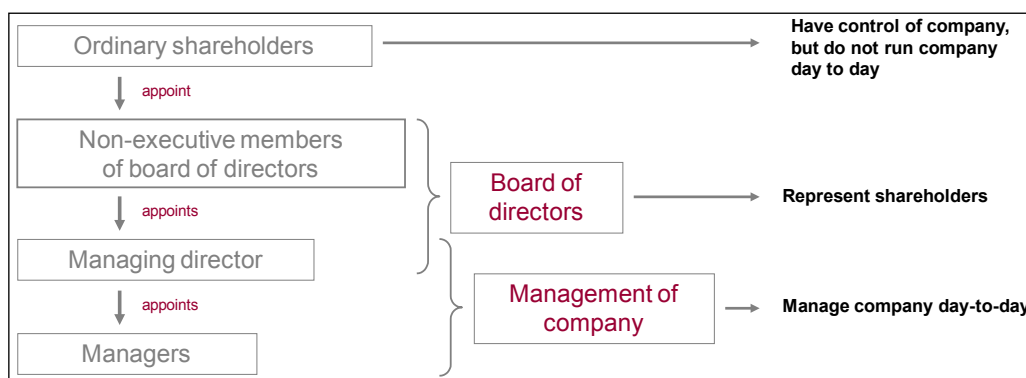 Ordinary shareholders
Have control of company,
but do not run company
day to day
appoint
Non-executive members
of board of directors
Board of
directors
Represent shareholders
appoints
Managing director
Management of
company
Manage company day-to-day
appoints
Managers